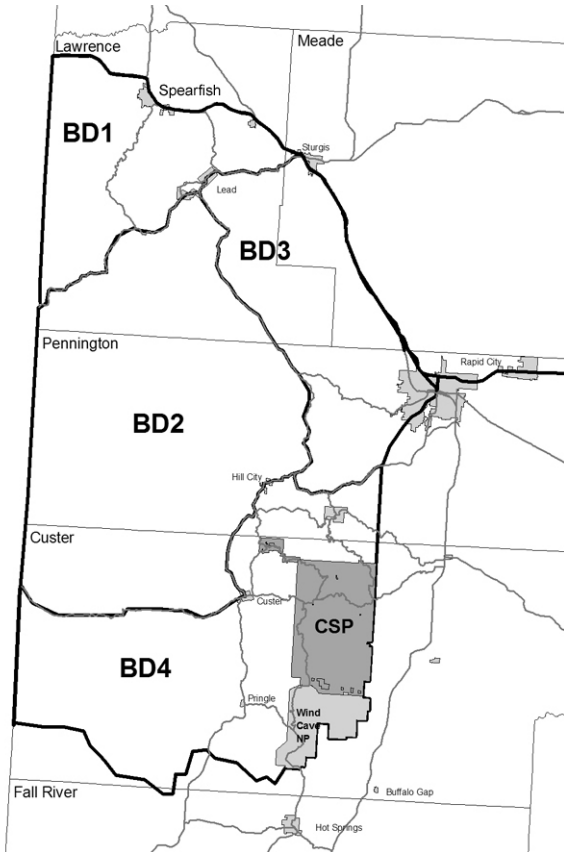 Lawrence
Meade
Spearfish
BD1
Sturgis
Lead
BD3
Pennington
Rapid City
BD2
Hill City
Custer
Custer
CSP
BD4
Pringle
Wind
Cave
NP
Fall River
Buffalo Gap
Hot Springs